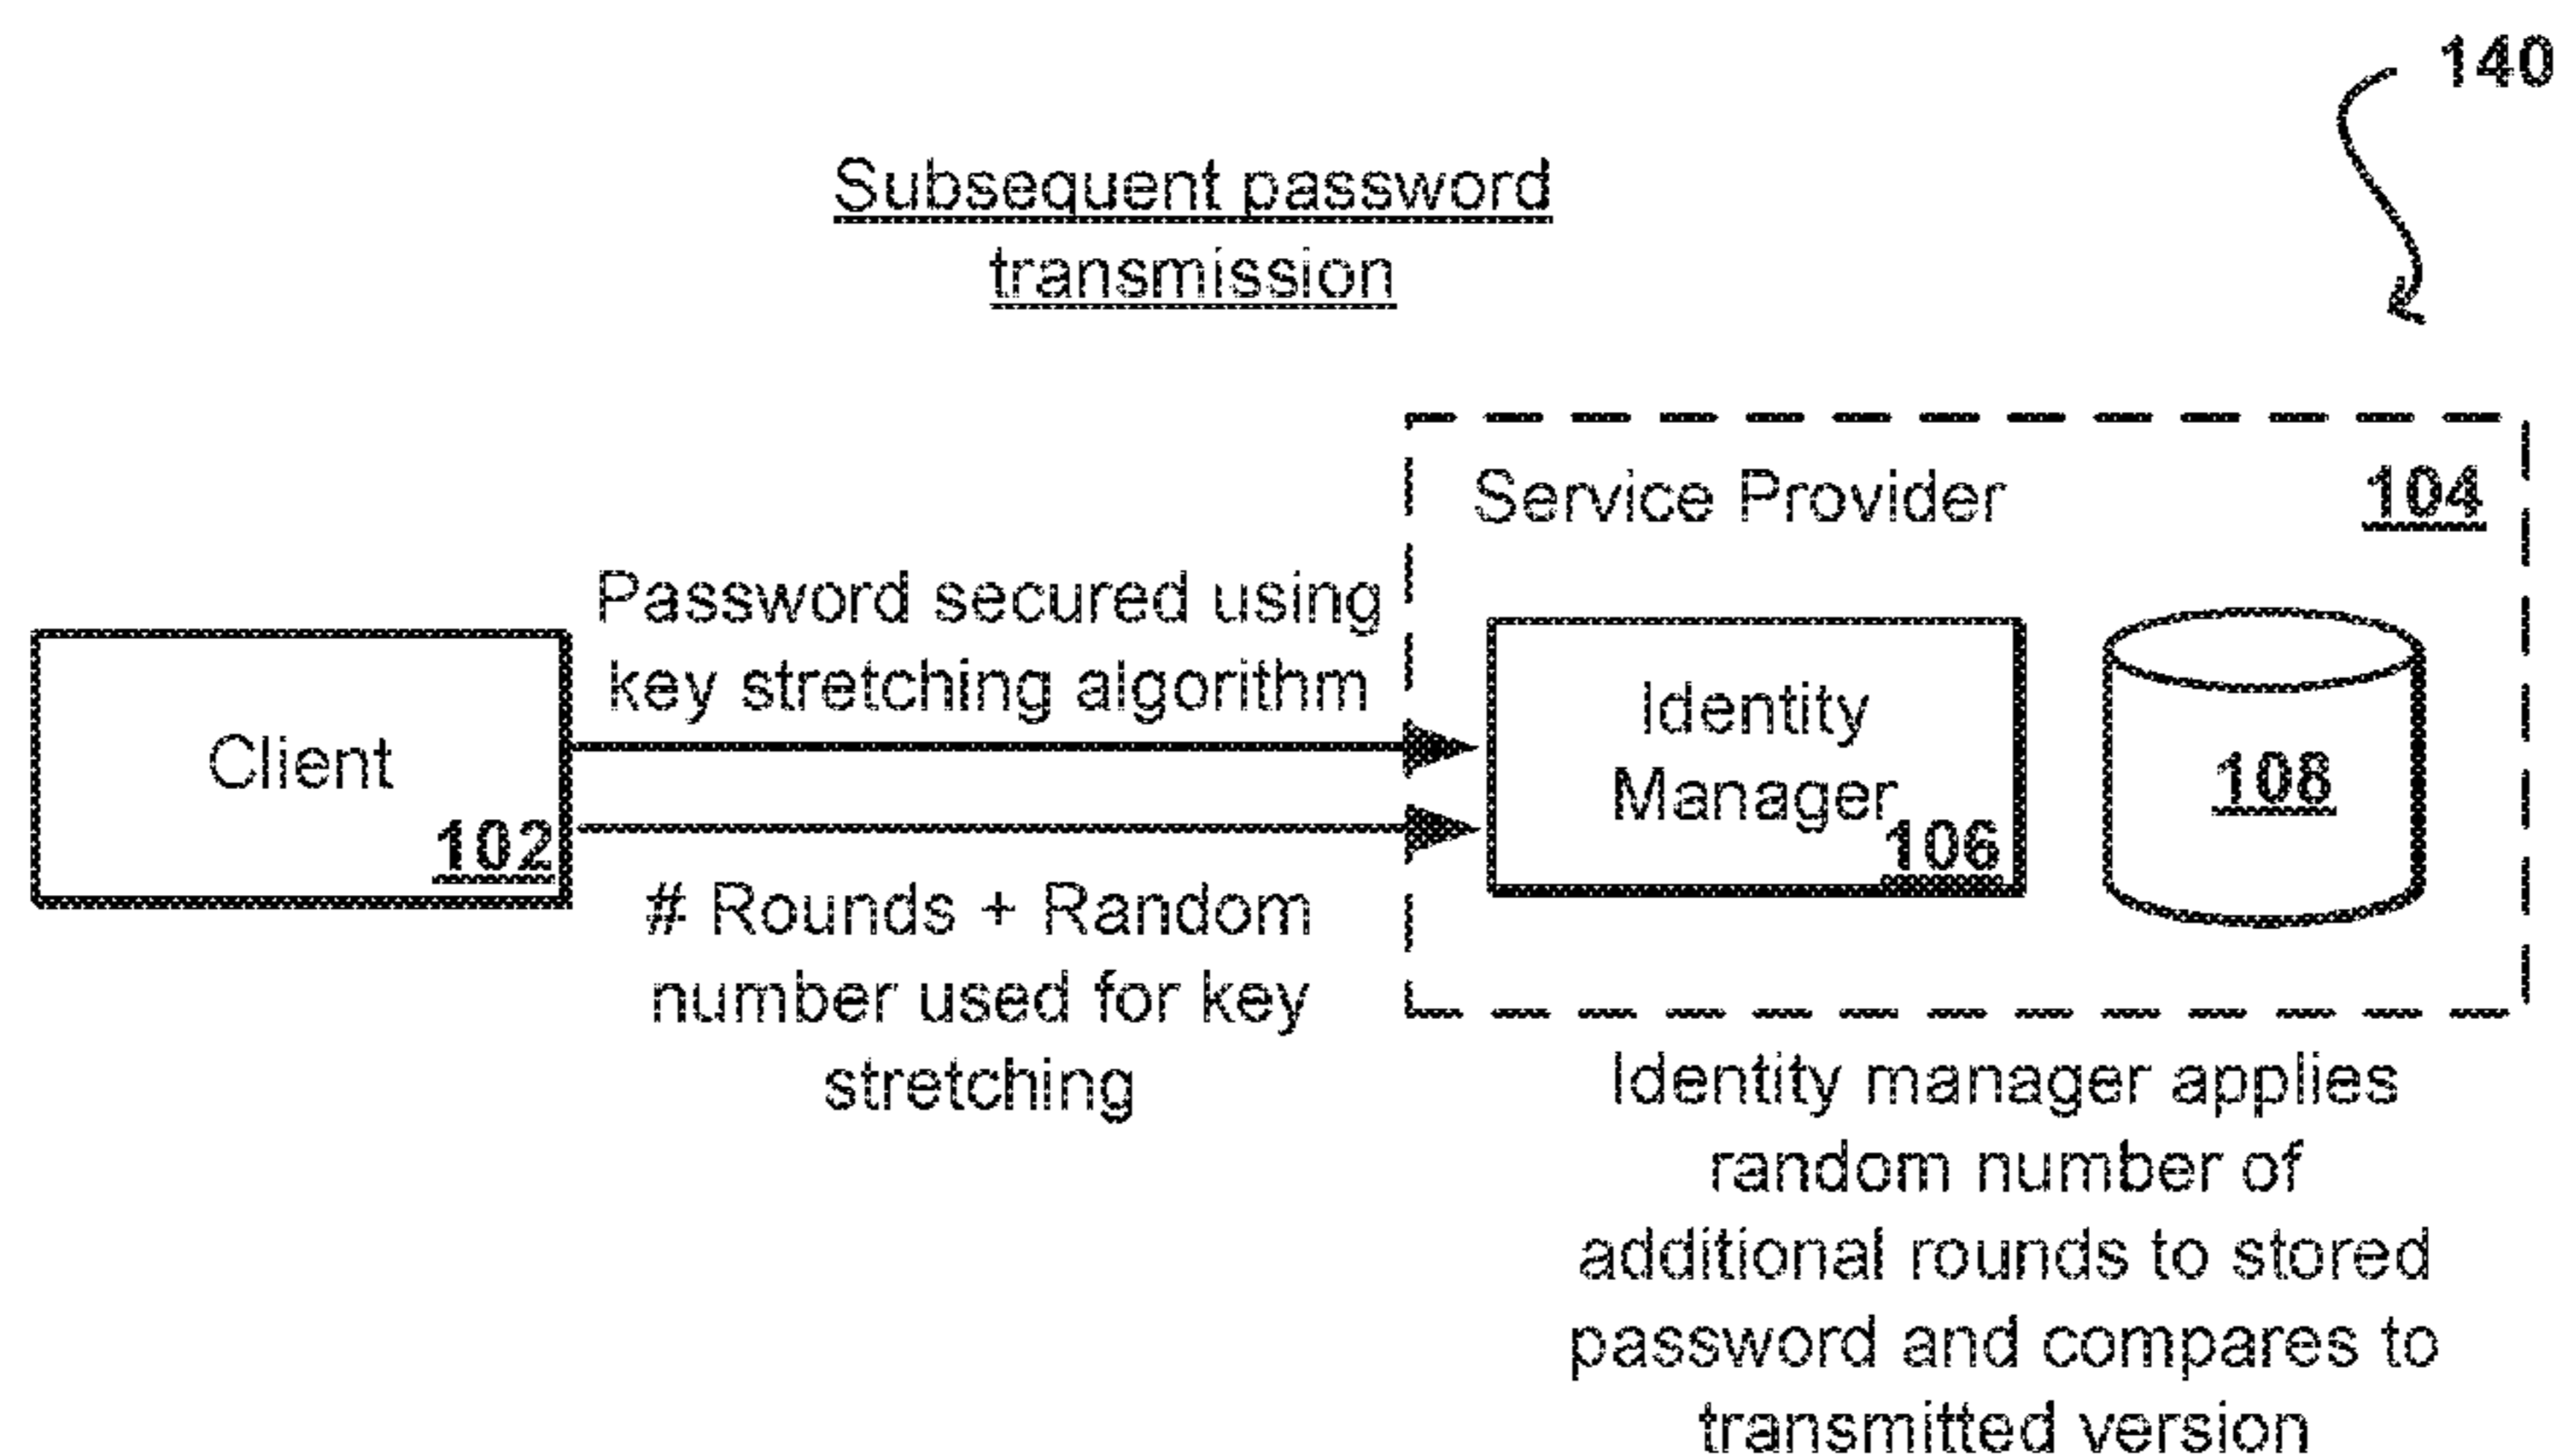 140
Subsequent password
transmission
Service Provider
104
Password secured using
key stretching algorithm
Client
102
Identity
Manager
106
108
# Rounds + Random
number used for key
stretching
Identity manager applies
random number of
additional rounds to stored
password and compares to
transmitted version